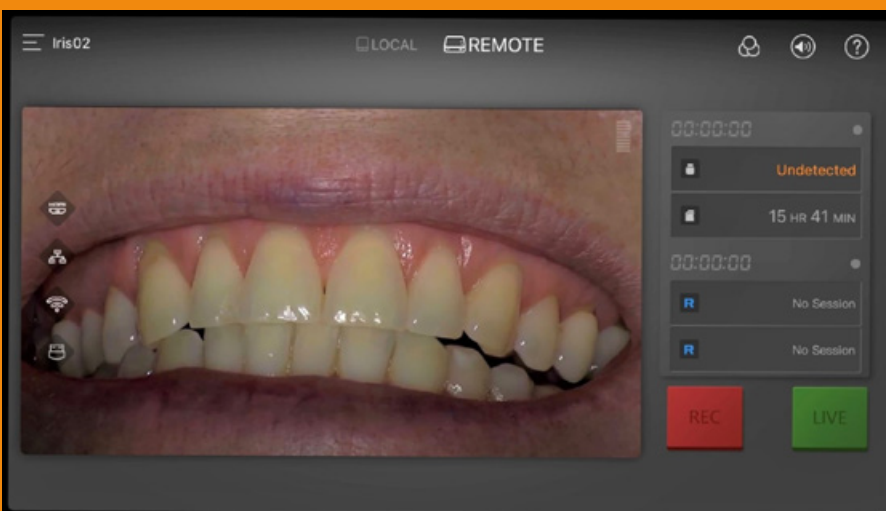 Iris02
LOCAL
REMOTE
00:00:00
Undetected
15 HR 41 MIN
00:00:00
R
No Session
R
No Session
REC
LIVE